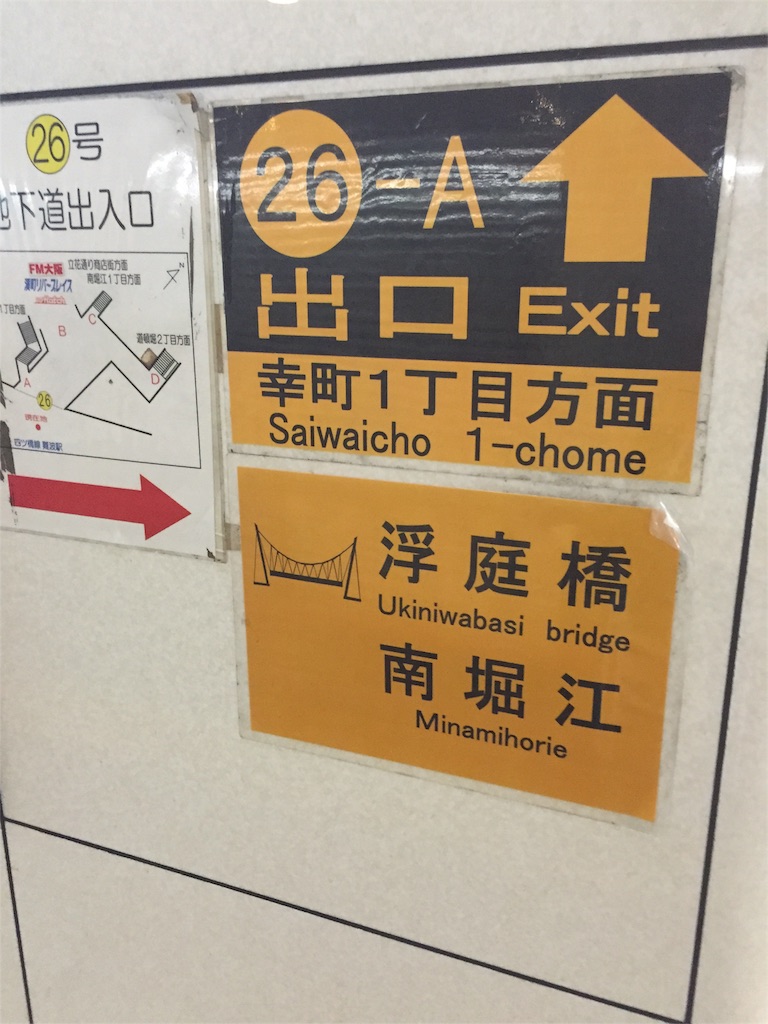 26号
地下道出入口
FM大阪
立花通り商店街方面
南堀江1丁目方面
湊町リバープレイス
N
C
B
道頓堀2丁目方面
A
D
26
現在地
四ツ橋線 難波駅
26-A
出口 Exit
幸町1丁目方面
Saiwaicho 1-chome
浮庭橋
Ukiniwabasi bridge
南堀江
Minamihorie